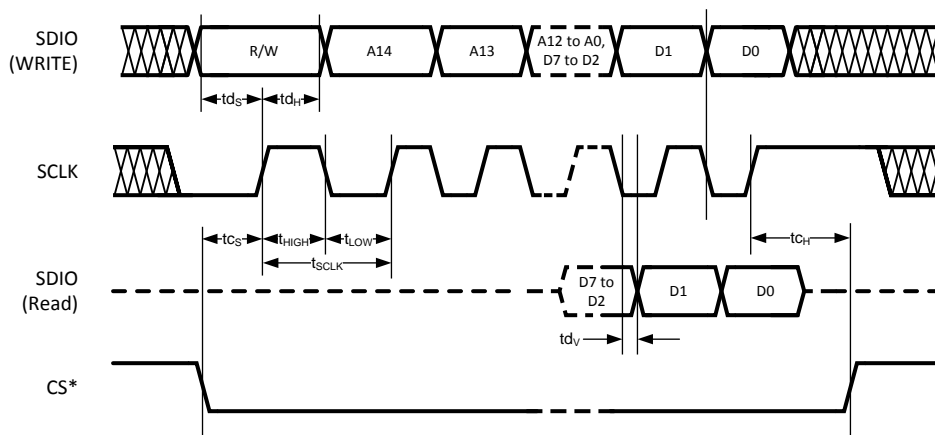 SDIO
(WRITE)
R/W
A14
A13
A12 to A0,
D7 to D2
D1
D0
tdS
tdH
SCLK
tcS
tHIGH
tLOW
tSCLK
tcH
SDIO
(Read)
D7 to
D2
D1
D0
tdV
CS*